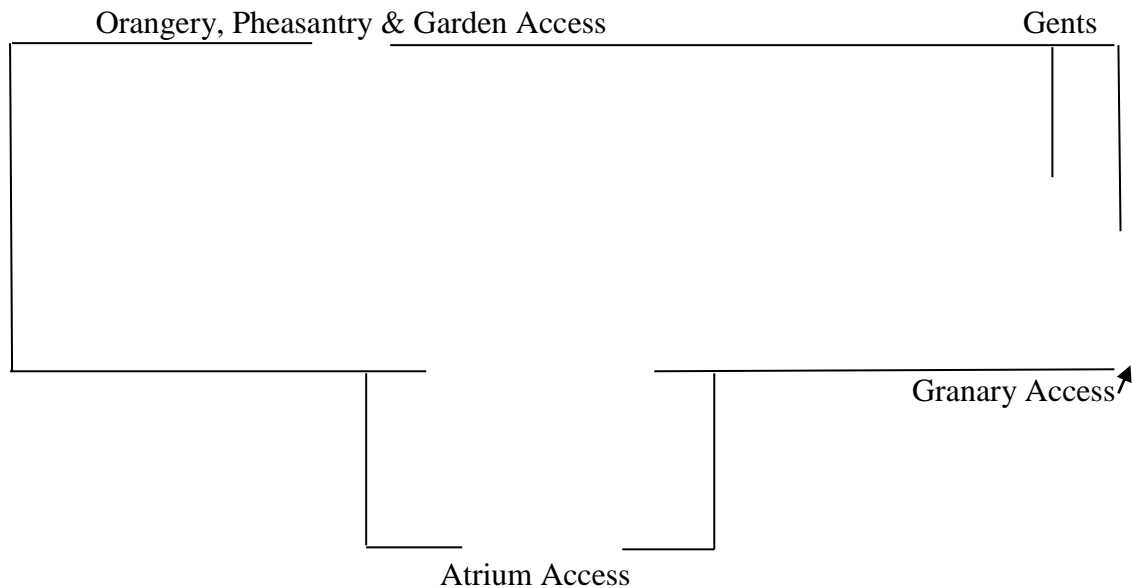 Orangery, Pheasantry & Garden Access
Gents
Granary Access
Atrium Access